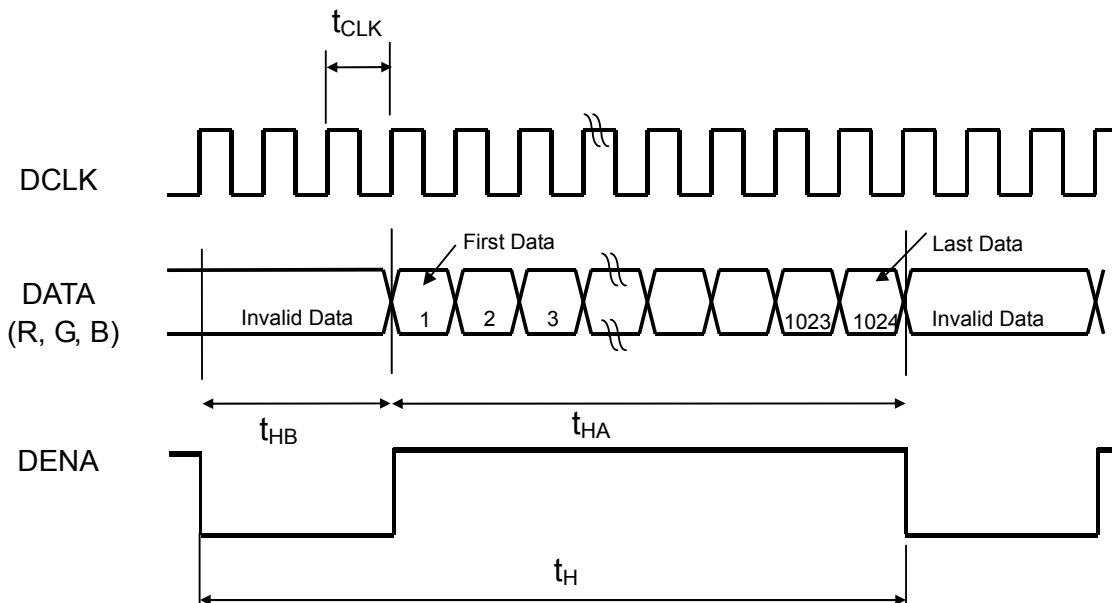 tCLK
DCLK
First Data
Last Data
DATA
(R, G, B)
Invalid Data
1
2
3
1023
1024
Invalid Data
tHB
tHA
DENA
tH